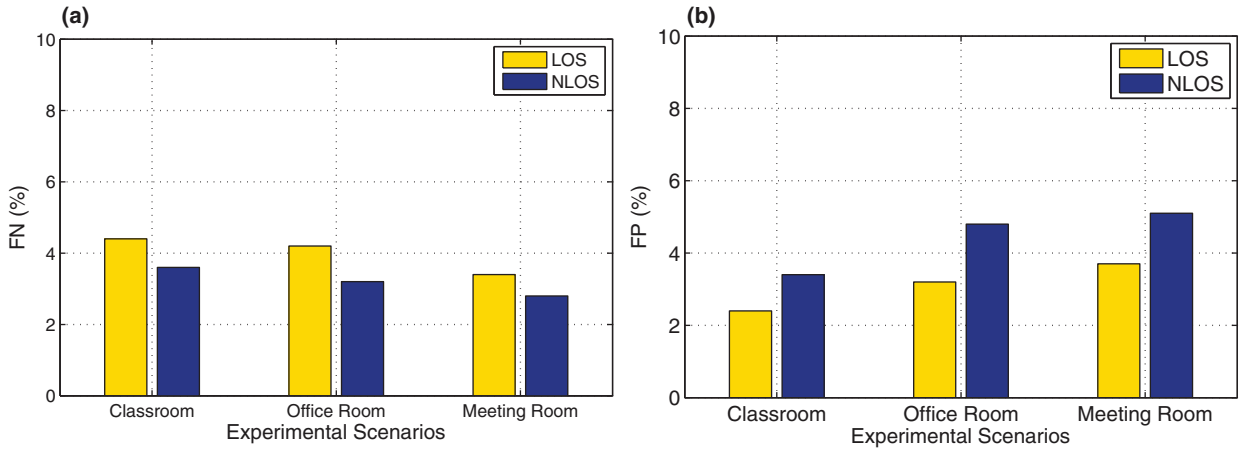 (a)
10
8
6
4
2
0
FN (%)
LOS
NLOS
Classroom
Office Room
Meeting Room
Experimental Scenarios
(b)
10
8
6
4
2
0
FP (%)
LOS
NLOS
Classroom
Office Room
Meeting Room
Experimental Scenarios